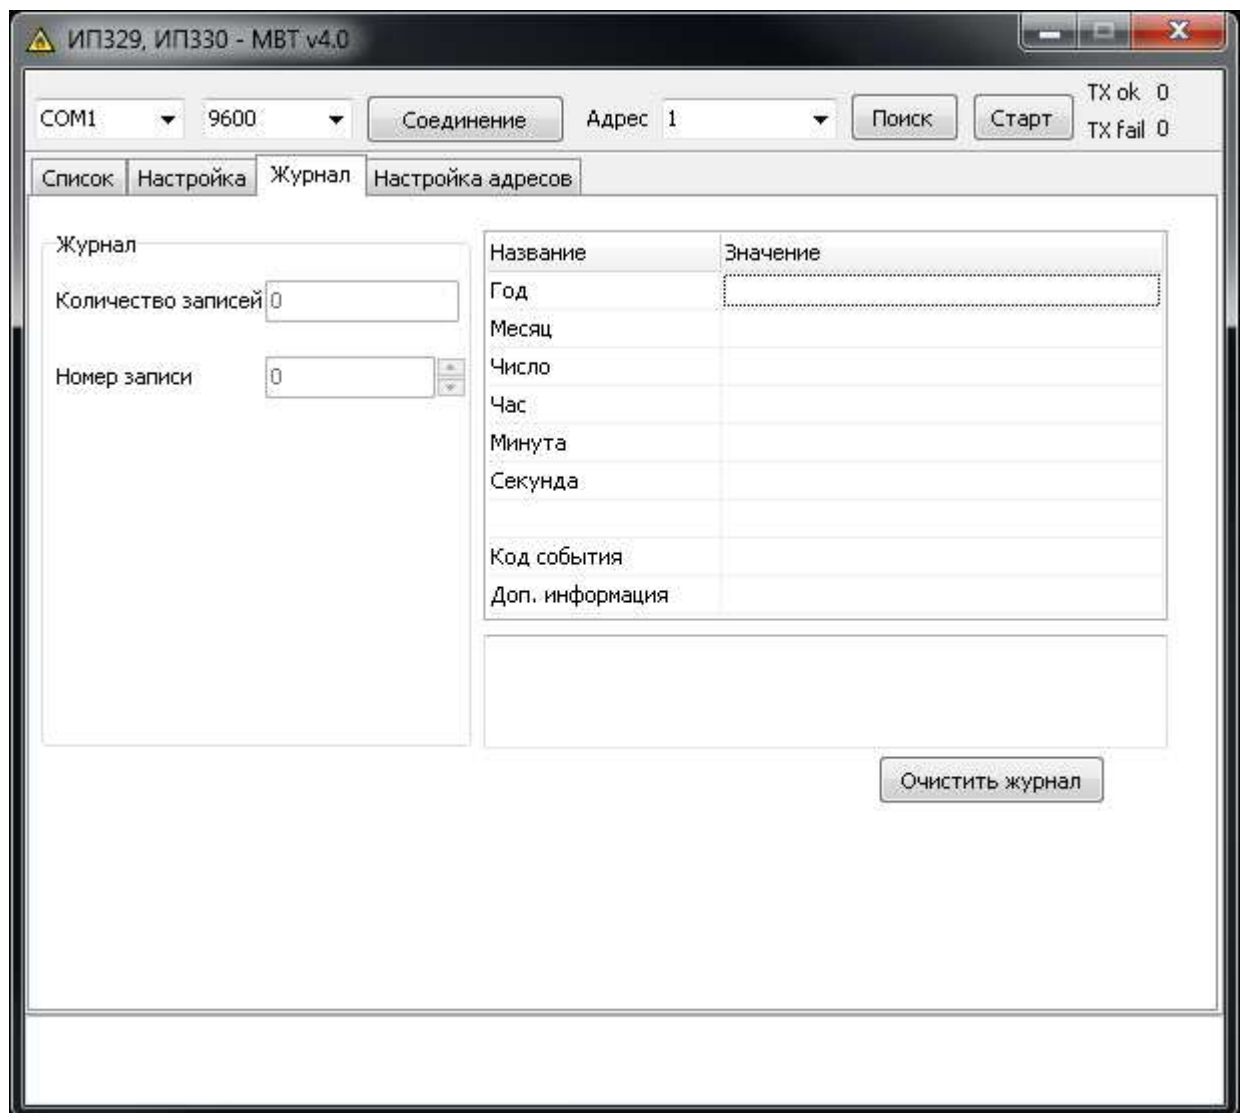 ИП329, ИП330 - MBT v4.0
COM1 9600 Соединение Адрес 1 Поиск Старт TX ok 0
TX fail 0
Список Настройка Журнал Настройка адресов
Журнал
Количество записей 0
Номер записи 0
Название Значение
Год
Месяц
Число
Час
Минута
Секунда
Код события
Доп. информация
Очистить журнал